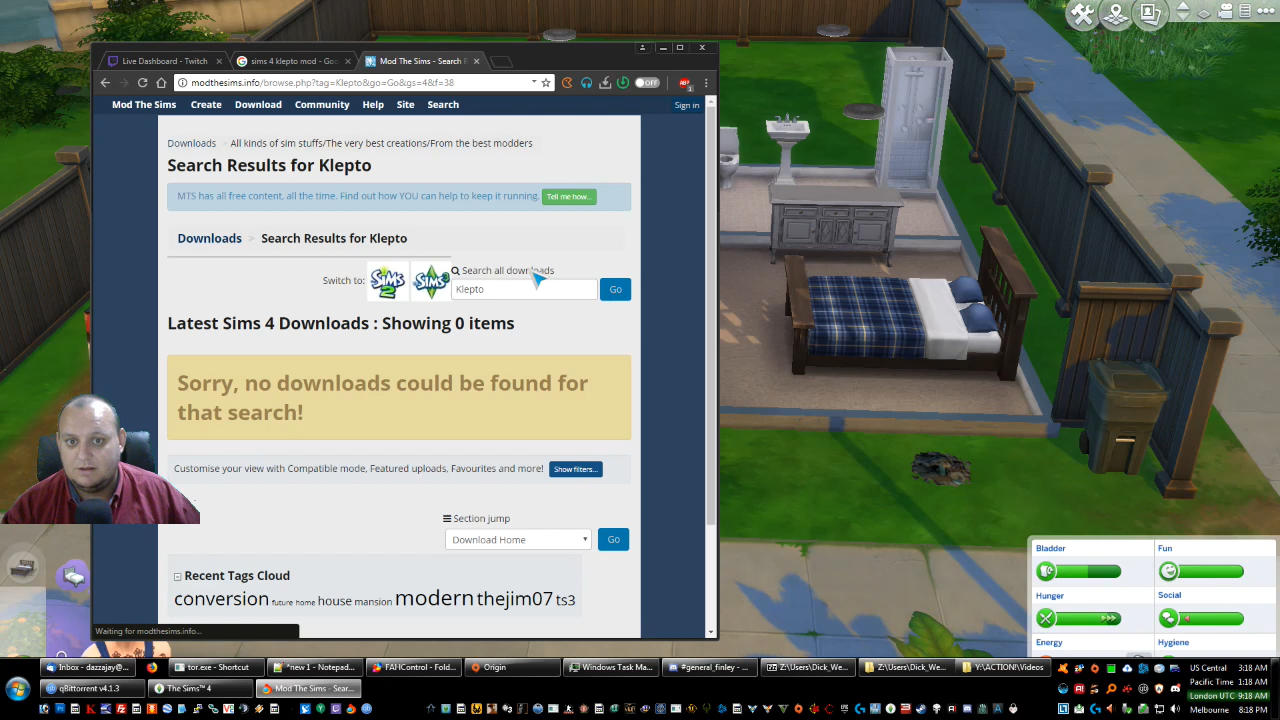 Live Dashboard - Twitch
sims 4 klepto mod - Goo
Mod The Sims - Search R
modthesims.info/browse.php?tag=Klepto&go=Go&gs=4&f=38
OFF
ABP
1
Mod The Sims Create Download Community Help Site Search Sign in
Downloads All kinds of sim stuffs/The very best creations/From the best modders
Search Results for Klepto
MTS has all free content, all the time. Find out how YOU can help to keep it running. Tell me how...
Downloads > Search Results for Klepto
Switch to:
Search all downloads
Klepto Go
Latest Sims 4 Downloads : Showing 0 items
Sorry, no downloads could be found for
that search!
Customise your view with Compatible mode, Featured uploads, Favourites and more! Show filters...
Section jump
Download Home Go
Recent Tags Cloud
conversion future home house mansion modern thejim07 ts3
Waiting for modthesims.info...
Bladder Fun
Hunger Social
Energy Hygiene
Inbox - dazzajay@...
tor.exe - Shortcut
*new 1 - Notepad...
FAHControl - Fold...
Origin
Windows Task Ma...
#general_finley - ...
Z:\Users\Dick_We...
Z:\Users\Dick_We...
Y:\ACTION!\Videos
US Central 3:18 AM
qBittorrent v4.1.3
The Sims™ 4
Mod The Sims - Sear...
Pacific Time 1:18 AM
London UTC 9:18 AM
Melbourne 8:18 PM